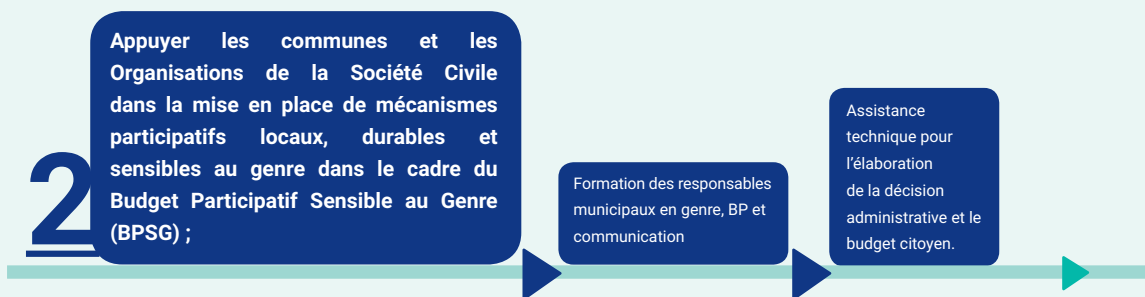 2
Appuyer les communes et les
Organisations de la Société Civile
dans la mise en place de mécanismes
participatifs locaux, durables et
sensibles au genre dans le cadre du
Budget Participatif Sensible au Genre
(BPSG) ;
Formation des responsables
municipaux en genre, BP et
communication
Assistance
technique pour
l'élaboration
de la décision
administrative et le
budget citoyen.